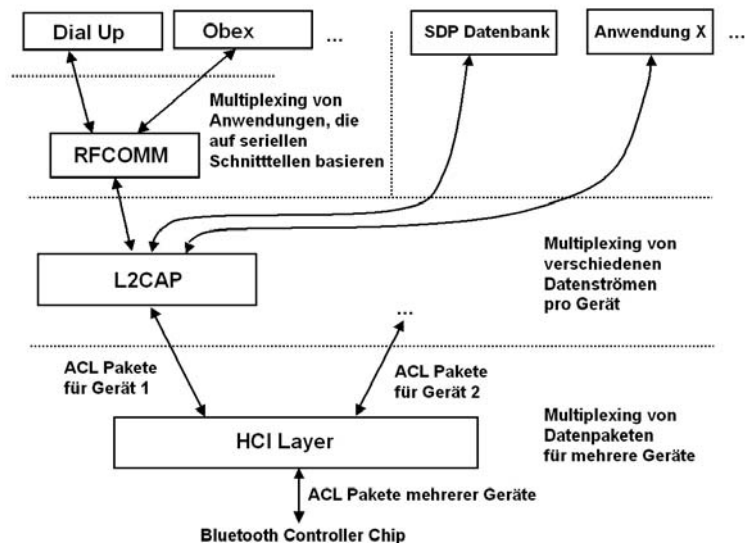 Dial Up
Obex
...
SDP Datenbank
Anwendung X
...
Multiplexing von
Anwendungen, die
auf seriellen
Schnitttellen basieren
RFCOMM
L2CAP
Multiplexing von
verschiedenen
Datenströmen
pro Gerät
...
ACL Pakete
für Gerät 1
ACL Pakete
für Gerät 2
HCI Layer
Multiplexing von
Datenpaketen
für mehrere Geräte
ACL Pakete mehrerer Geräte
Bluetooth Controller Chip